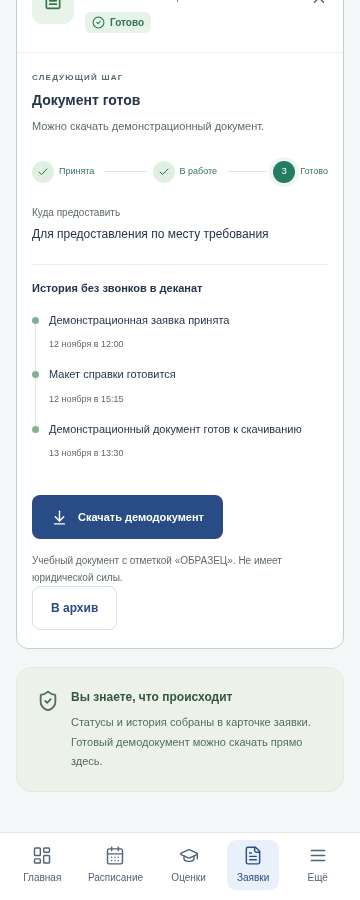 Готово
СЛЕДУЮЩИЙ ШАГ
Документ готов
Можно скачать демонстрационный документ.
Принята
В работе
3 Готово
Куда предоставить
Для предоставления по месту требования
История без звонков в деканат
Демонстрационная заявка принята
12 ноября в 12:00
Макет справки готовится
12 ноября в 15:15
Демонстрационный документ готов к скачиванию
13 ноября в 13:30
Скачать демодокумент
Учебный документ с отметкой «ОБРАЗЕЦ». Не имеет
юридической силы.
В архив
Вы знаете, что происходит
Статусы и история собраны в карточке заявки.
Готовый демодокумент можно скачать прямо
здесь.
Главная
Расписание
Оценки
Заявки
Ещё